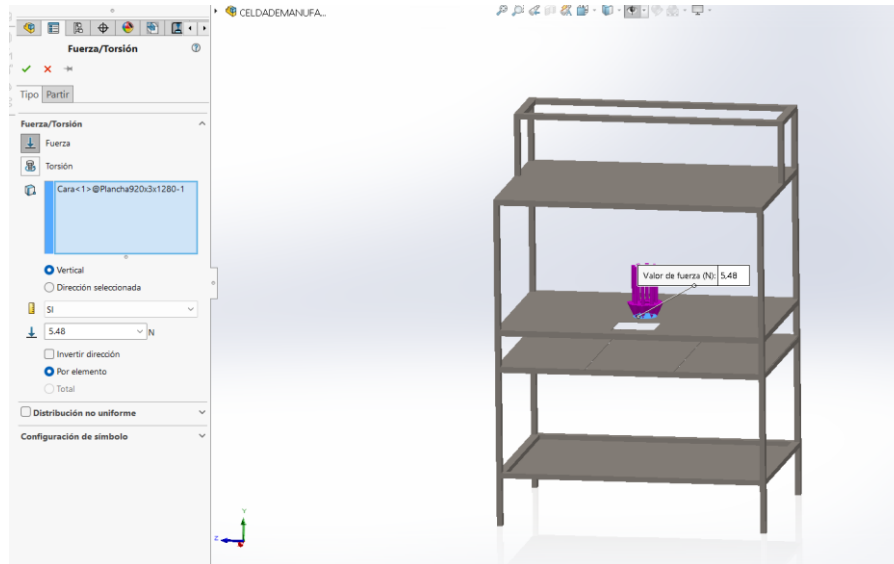 CELDADEMANUFA...
Fuerza/Torsión
Tipo Partir
Fuerza/Torsión
Fuerza
Torsión
Cara<1>@Plancha920x3x1280-1
Vertical
Dirección seleccionada
SI
5.48 N
Invertir dirección
Por elemento
Total
Distribución no uniforme
Configuración de símbolo
Valor de fuerza (N): 5,48
Y
Z